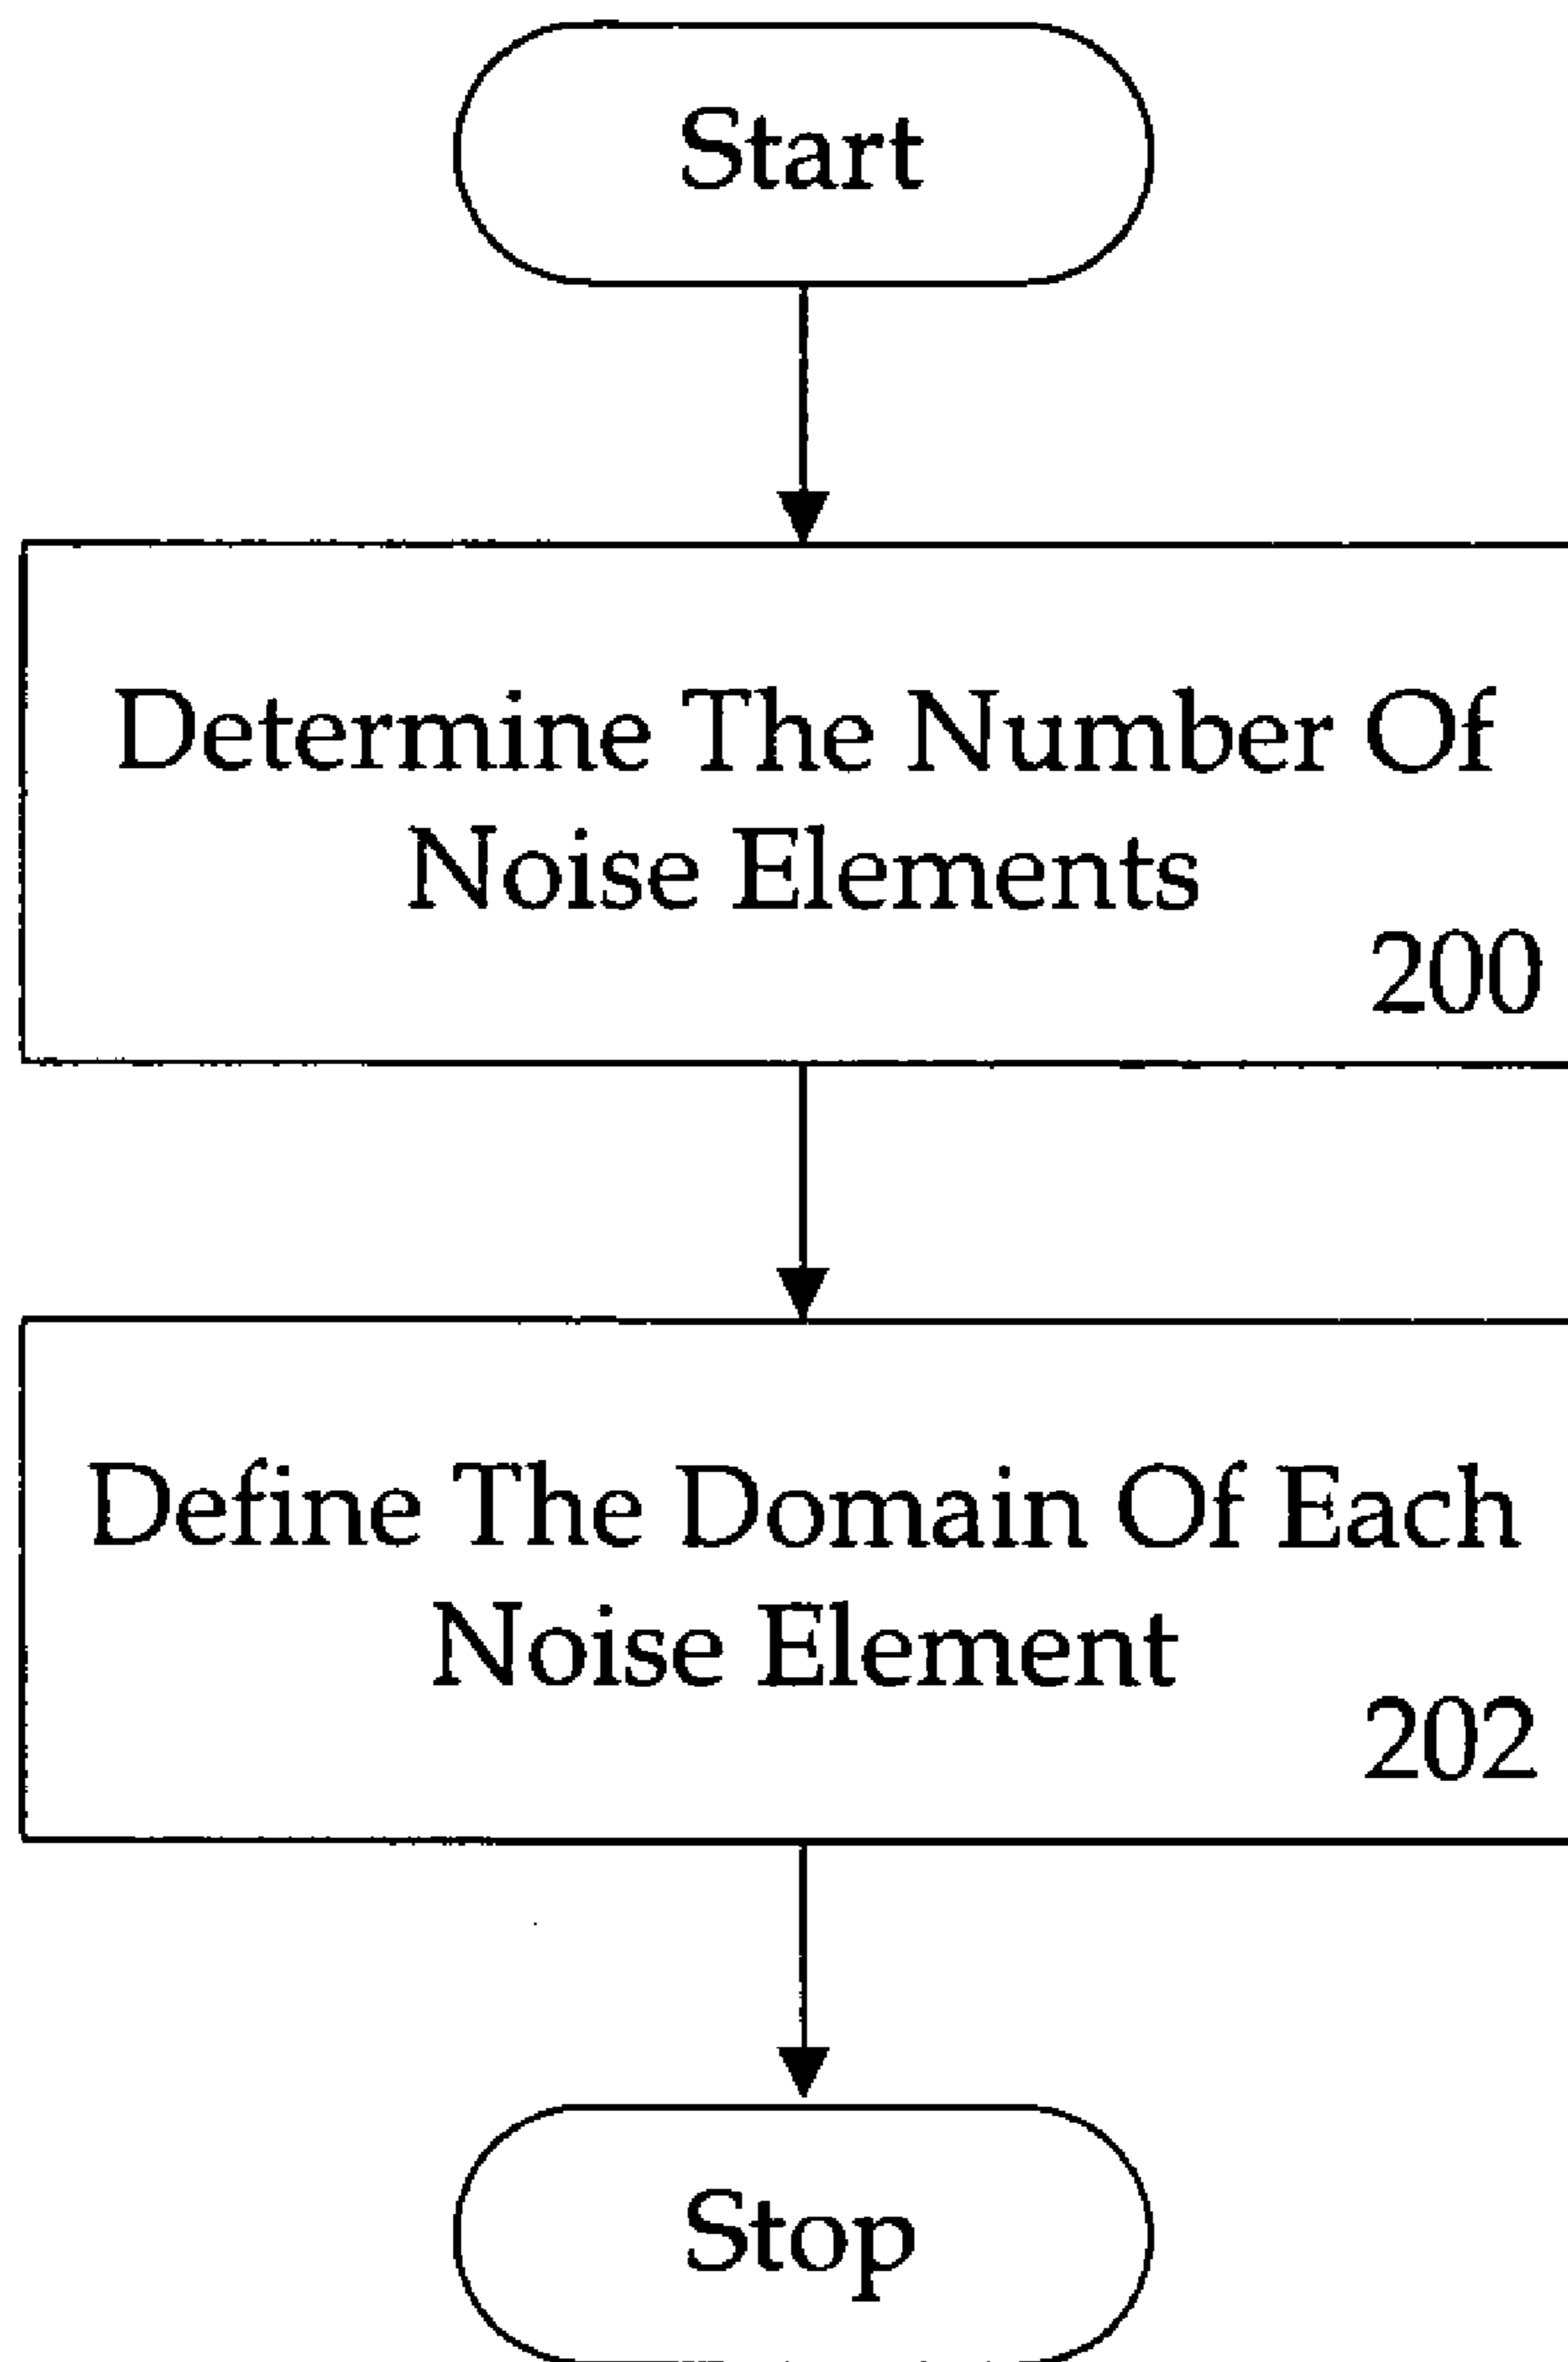 Start
Determine The Number Of
Noise Elements
200
Define The Domain Of Each
Noise Element
202
Stop